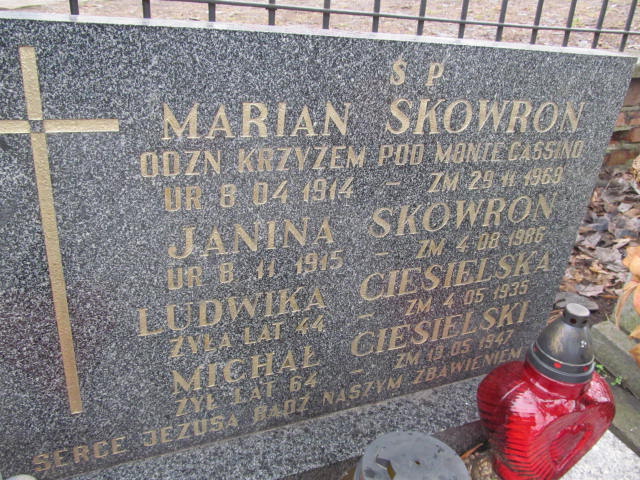 Ś P
MARIAN SKOWRON
ODZN KRZYŻEM POD MONTE CASSINO
UR 8 04 1914 - ZM 29 11 1969
JANINA SKOWRON
UR 8 11 1915 - ZM 4 08 1986
LUDWIKA CIESIELSKA
ŻYŁA LAT 44 - ZM 4 05 1935
MICHAŁ CIESIELSKI
ŻYŁ LAT 64 - ZM 19 05 1947
SERCE JEZUSA BĄDŹ NASZYM ZBAWIENIEM